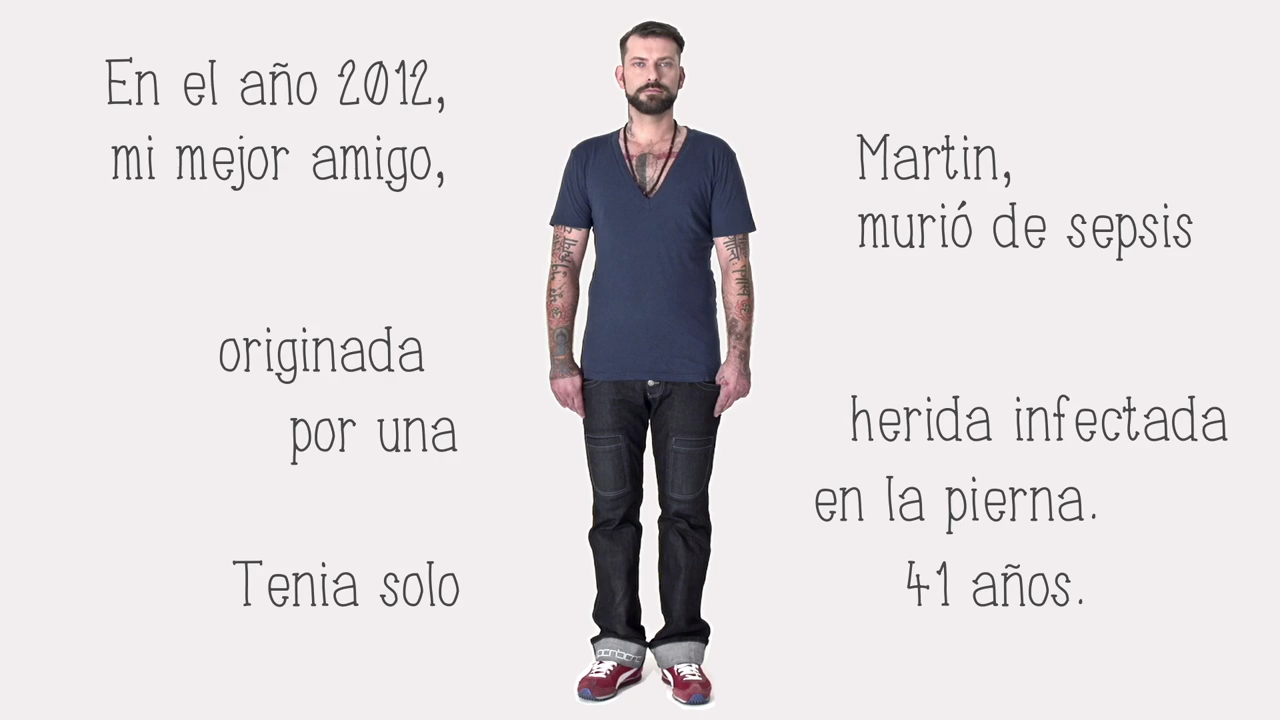 En el año 2012,
mi mejor amigo,
Martin,
murió de sepsis
originada
por una
herida infectada
en la pierna.
Tenia solo
41 años.